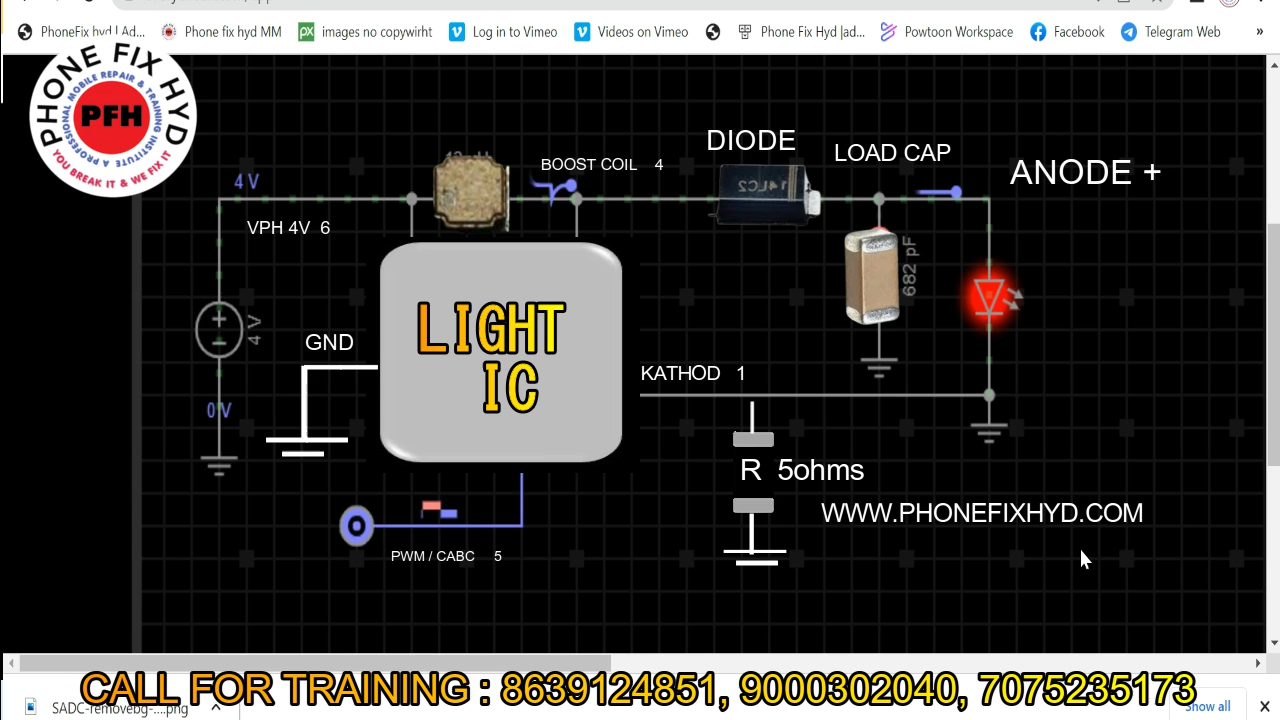 PhoneFix hyd | Ad...
Phone fix hyd MM
images no copywirht
Log in to Vimeo
Videos on Vimeo
Phone Fix Hyd |ad...
Powtoon Workspace
Facebook
Telegram Web
»
PHONE FIX HYD
A PROFESSIONAL MOBILE REPAIR & TRAINING INSTITUTE
PFH
YOU BREAK IT & WE FIX IT
DIODE
LOAD CAP
ANODE +
BOOST COIL 4
4 V
14LC2
VPH 4V 6
682 pF
4 V
GND
LIGHT
IC
KATHOD 1
0 V
R 5ohms
WWW.PHONEFIXHYD.COM
PWM / CABC 5
CALL FOR TRAINING : 8639124851, 9000302040, 7075235173
SADC-removebg-....png
Show all